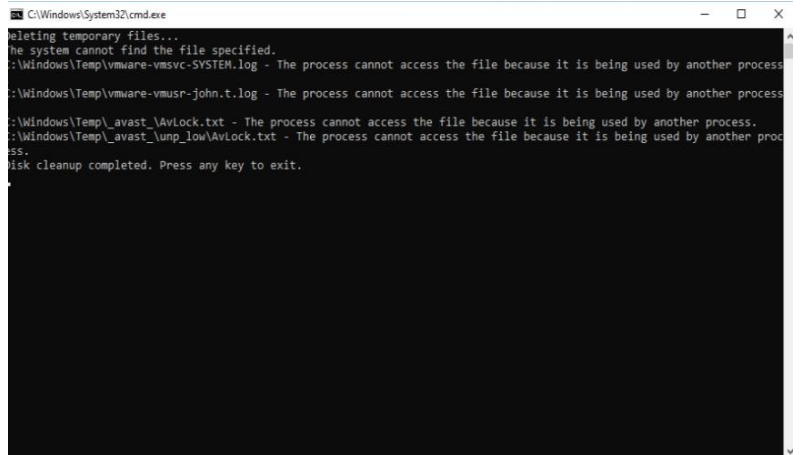 C:\Windows\System32\cmd.exe
Deleting temporary files...
The system cannot find the file specified.
C:\Windows\Temp\vmware-vmsvc-SYSTEM.log - The process cannot access the file because it is being used by another process
C:\Windows\Temp\vmware-vmusr-john.t.log - The process cannot access the file because it is being used by another process
C:\Windows\Temp\_avast_\AvLock.txt - The process cannot access the file because it is being used by another process.
C:\Windows\Temp\_avast_\unp_low\AvLock.txt - The process cannot access the file because it is being used by another proc
ess.
Disk cleanup completed. Press any key to exit.